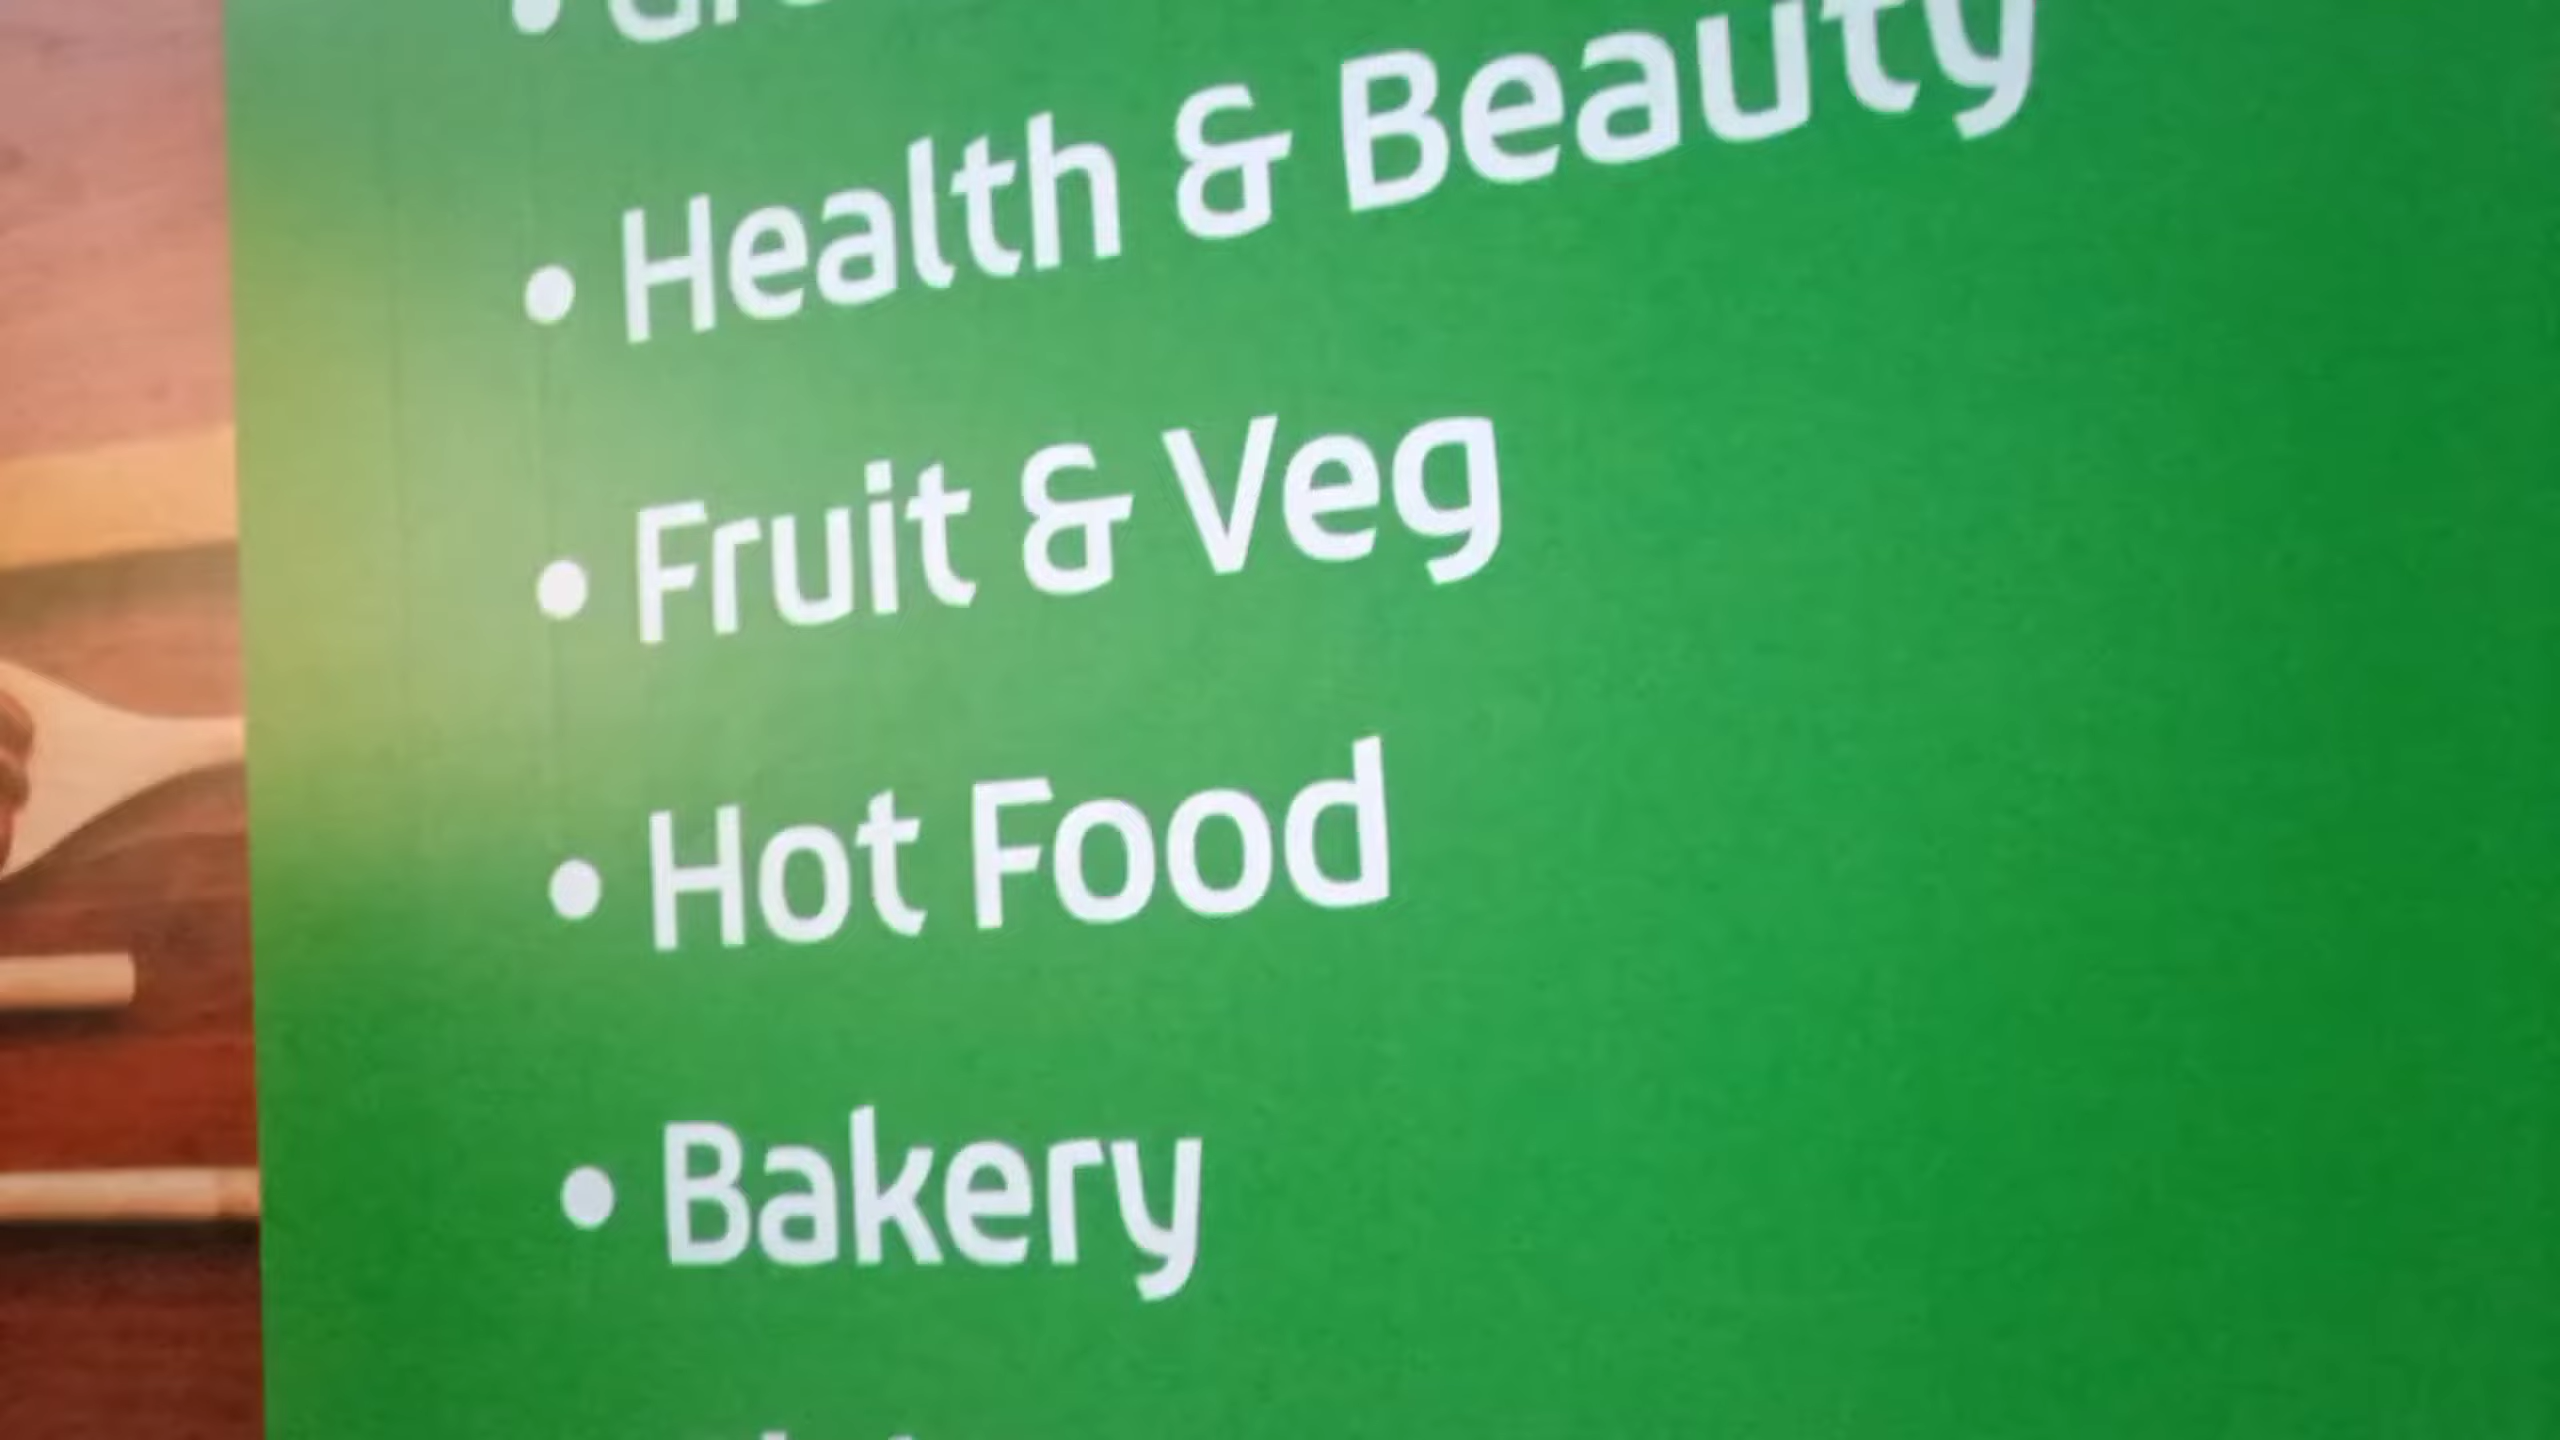 • Health & Beauty
• Fruit & Veg
• Hot Food
• Bakery